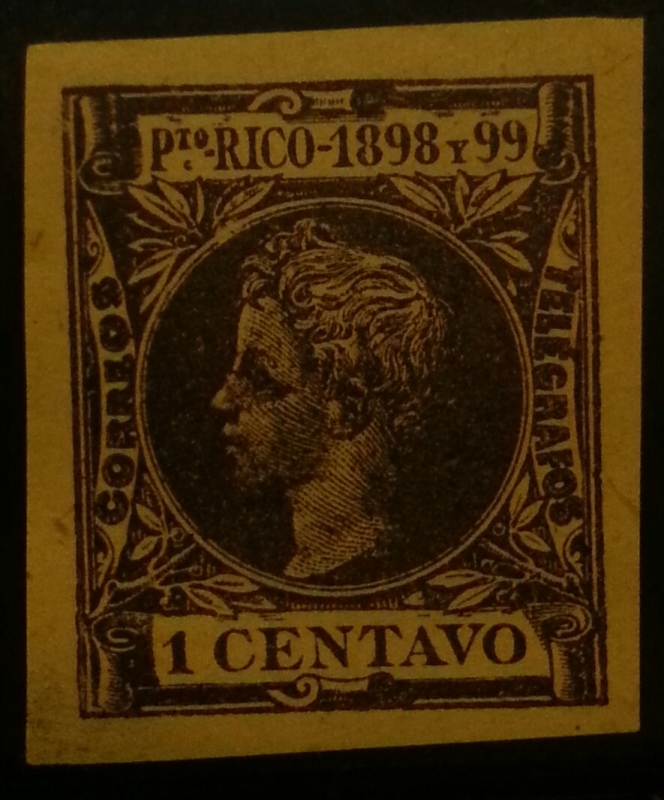 PTO.-RICO-1898 Y 99
CORREOS
TELÉGRAFOS
1 CENTAVO